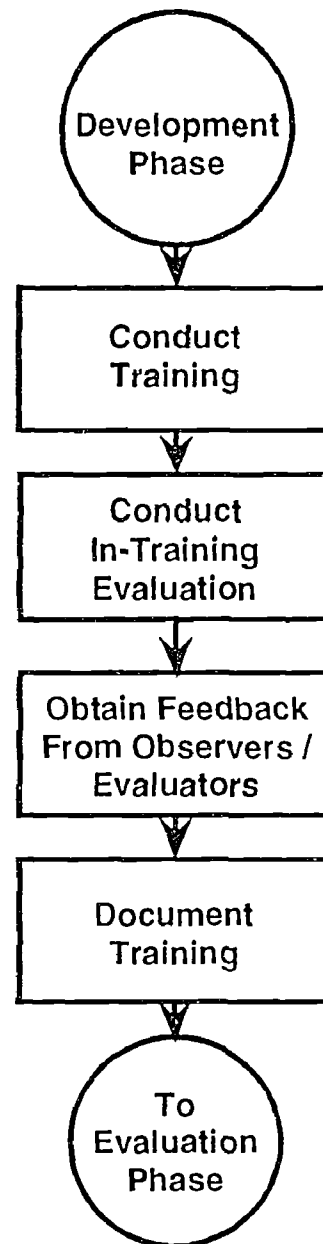 Development
Phase
Conduct
Training
Conduct
In-Training
Evaluation
Obtain Feedback
From Observers /
Evaluators
Document
Training
To
Evaluation
Phase